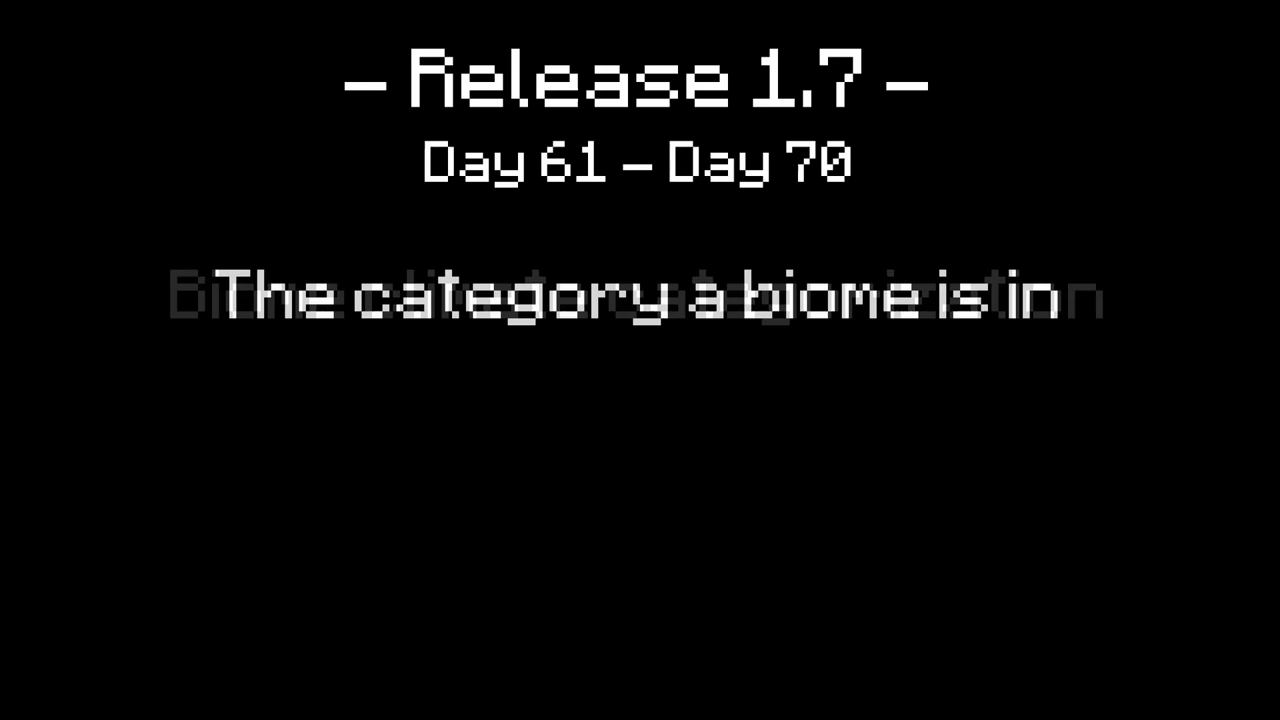 – Release 1.7 –
Day 61 – Day 70
The category a biome is in